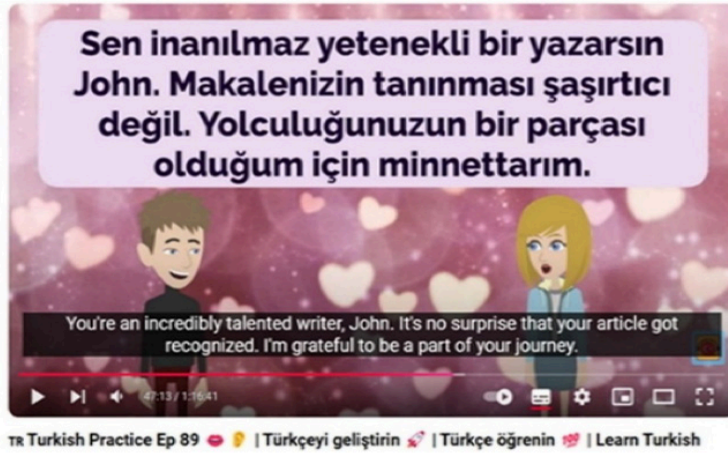 Sen inanılmaz yetenekli bir yazarsın
John. Makalenizin tanınması şaşırtıcı
değil. Yolculuğunuzun bir parçası
olduğum için minnettarım.
You're an incredibly talented writer, John. It's no surprise that your article got
recognized. I'm grateful to be a part of your journey.
47:13 / 1:16:41
TR Turkish Practice Ep 89 👄 👂 | Türkçeyi geliştirin 🚀 | Türkçe öğrenin 💯 | Learn Turkish